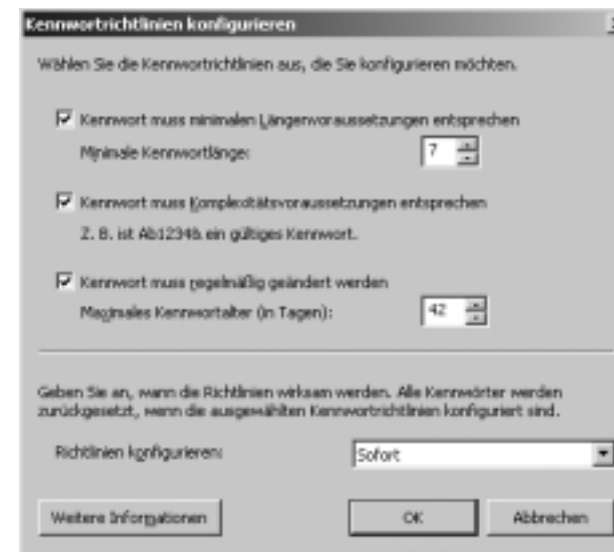 Kennwortrichtlinien konfigurieren
Wählen Sie die Kennwortrichtlinien aus, die Sie konfigurieren möchten.
Kennwort muss minimalen Längenvoraussetzungen entsprechen
Minimale Kennwortlänge:
7
Kennwort muss Komplexitätsvoraussetzungen entsprechen
Z. B. ist Ab1234ß ein gültiges Kennwort.
Kennwort muss regelmäßig geändert werden
Maximales Kennwortalter (in Tagen):
42
Geben Sie an, wann die Richtlinien wirksam werden. Alle Kennwörter werden
zurückgesetzt, wenn die ausgewählten Kennwortrichtlinien konfiguriert sind.
Richtlinien konfigurieren:
Sofort
Weitere Informationen
OK
Abbrechen